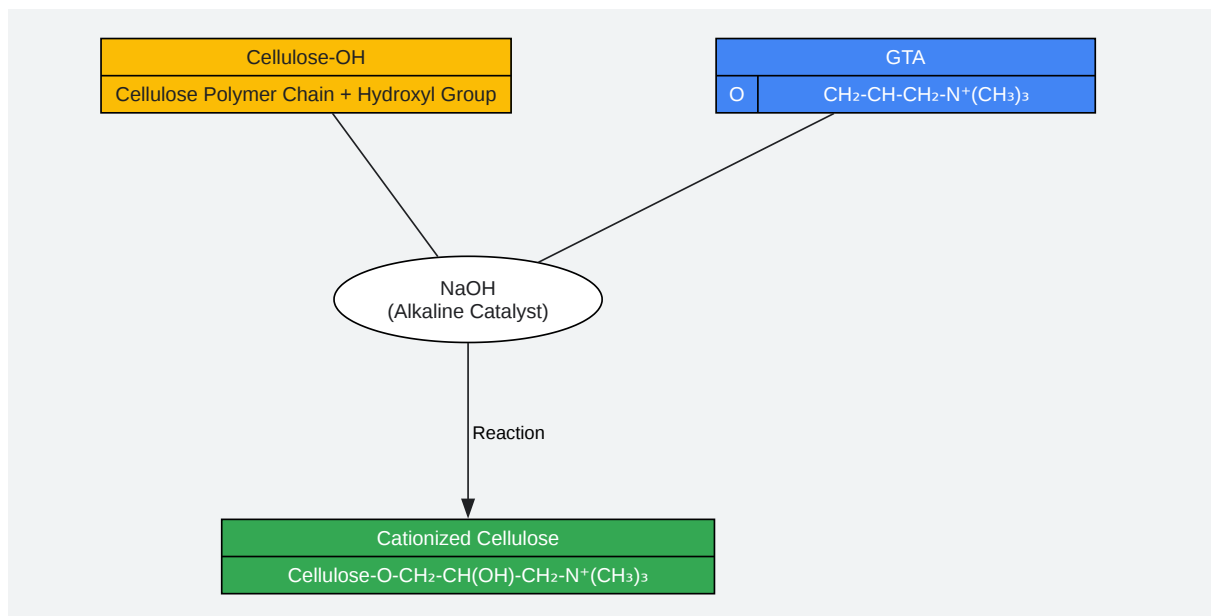 Cellulose-OH
Cellulose Polymer Chain + Hydroxyl Group
GTA
O
CH₂-CH-CH₂-N⁺(CH₃)₃
NaOH
(Alkaline Catalyst)
Reaction
Cationized Cellulose
Cellulose-O-CH₂-CH(OH)-CH₂-N⁺(CH₃)₃